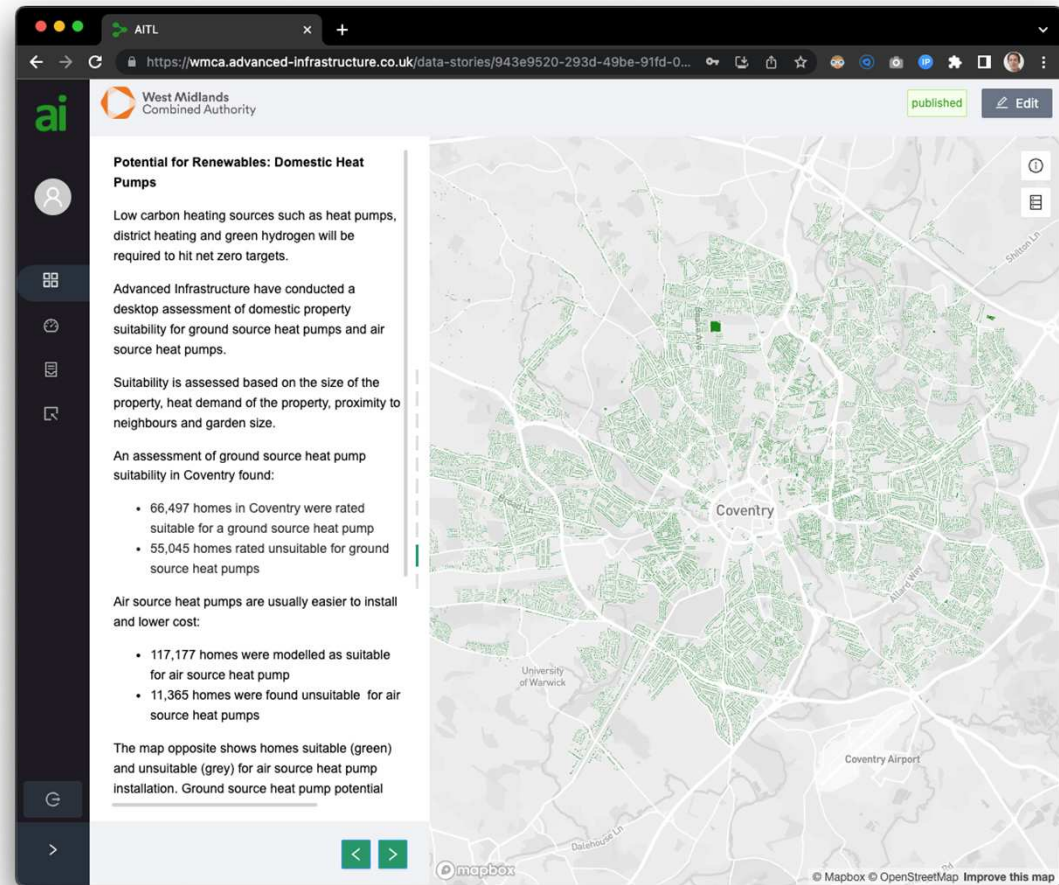 AITL
https://wmca.advanced-infrastructure.co.uk/data-stories/943e9520-293d-49be-91fd-0...
ai
West Midlands
Combined Authority
published
Edit
Potential for Renewables: Domestic Heat
Pumps
Low carbon heating sources such as heat pumps,
district heating and green hydrogen will be
required to hit net zero targets.
Advanced Infrastructure have conducted a
desktop assessment of domestic property
suitability for ground source heat pumps and air
source heat pumps.
Suitability is assessed based on the size of the
property, heat demand of the property, proximity to
neighbours and garden size.
An assessment of ground source heat pump
suitability in Coventry found:
• 66,497 homes in Coventry were rated
suitable for a ground source heat pump
• 55,045 homes rated unsuitable for ground
source heat pumps
Air source heat pumps are usually easier to install
and lower cost:
• 117,177 homes were modelled as suitable
for air source heat pump
• 11,365 homes were found unsuitable for air
source heat pumps
The map opposite shows homes suitable (green)
and unsuitable (grey) for air source heat pump
installation. Ground source heat pump potential
Shilton Ln
Coventry
Allard Way
University
of Warwick
Coventry Airport
Dalehouse Ln
mapbox
© Mapbox © OpenStreetMap Improve this map